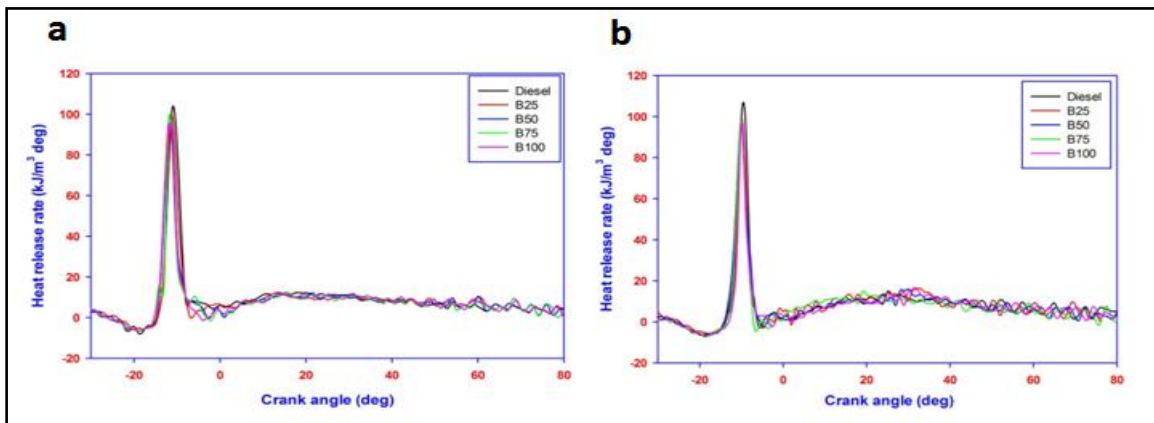 a
120
100
80
60
40
20
0
-20
Heat release rate (kJ/m³ deg)
-20 0 20 40 60 80
Crank angle (deg)
Diesel
B25
B50
B75
B100
b
120
100
80
60
40
20
0
-20
Heat release rate (kJ/m³ deg)
-20 0 20 40 60 80
Crank angle (deg)
Diesel
B25
B50
B75
B100